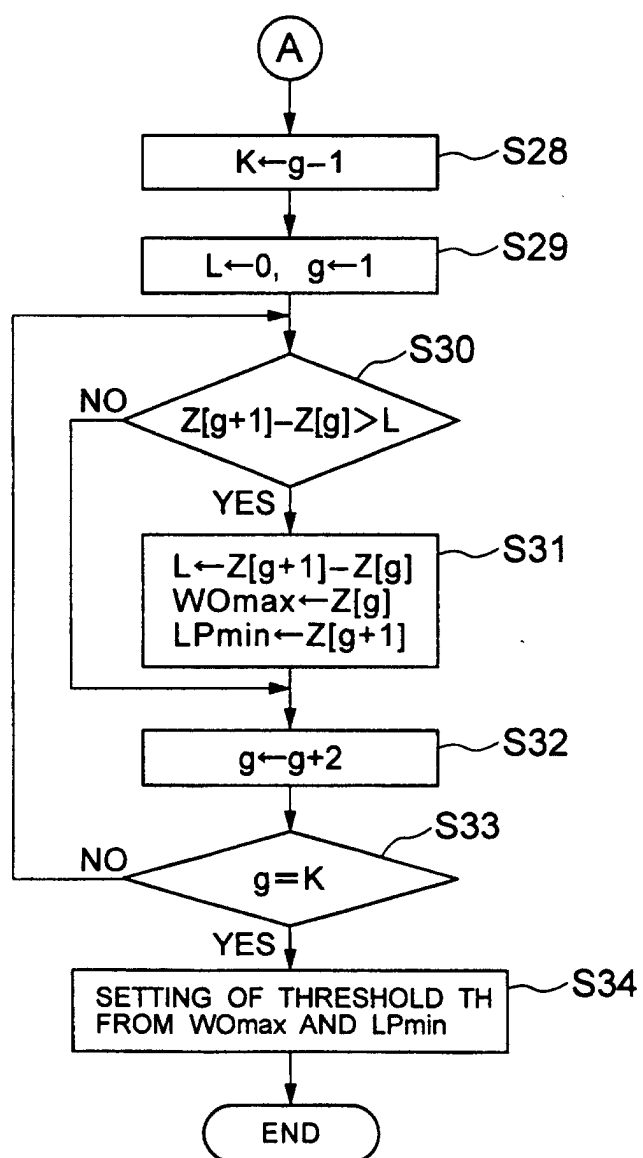 A
K←g−1
S28
L←0, g←1
S29
S30
NO
Z[g+1]−Z[g]>L
YES
S31
L←Z[g+1]−Z[g]
WOmax←Z[g]
LPmin←Z[g+1]
g←g+2
S32
S33
NO
g=K
YES
SETTING OF THRESHOLD TH
FROM WOmax AND LPmin
S34
END